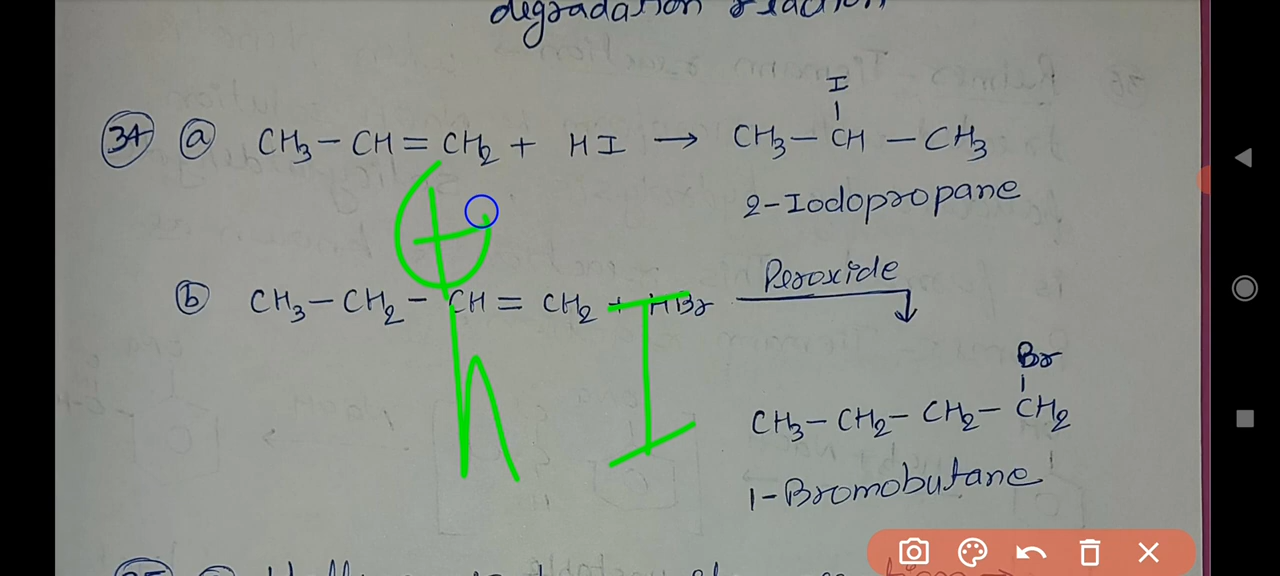 degradation reaction
34 a CH3 - CH = CH2 + HI → CH3 - CH - CH3
I
2-Iodopropane
b CH3 - CH2 - CH = CH2 + HBr Peroxide
Br
CH3 - CH2 - CH2 - CH2
1-Bromobutane
+
h I